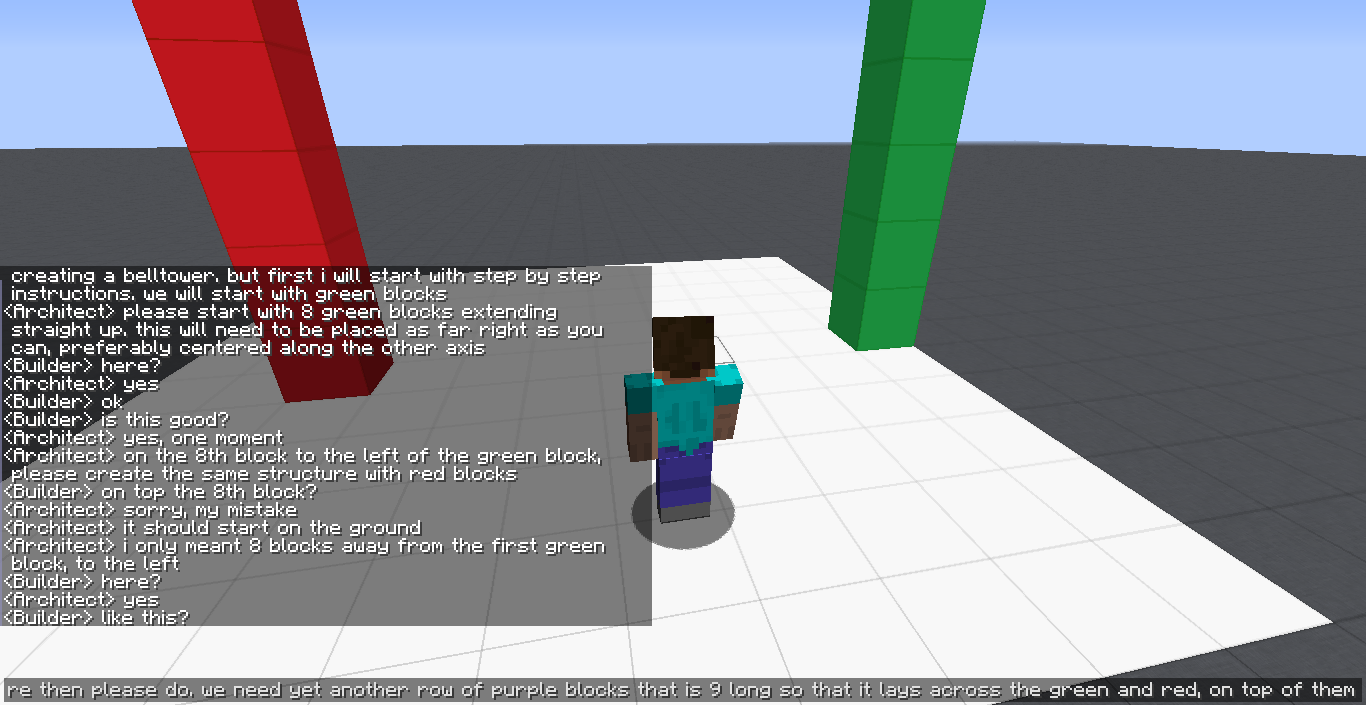 creating a belltower. but first i will start with step by step
instructions. we will start with green blocks
<Architect> please start with 8 green blocks extending
straight up. this will need to be placed as far right as you
can, preferably centered along the other axis
<Builder> here?
<Architect> yes
<Builder> ok
<Builder> is this good?
<Architect> yes, one moment
<Architect> on the 8th block to the left of the green block,
please create the same structure with red blocks
<Builder> on top the 8th block?
<Architect> sorry, my mistake
<Architect> it should start on the ground
<Architect> i only meant 8 blocks away from the first green
block, to the left
<Builder> here?
<Architect> yes
<Builder> like this?
re then please do. we need yet another row of purple blocks that is 9 long so that it lays across the green and red, on top of them